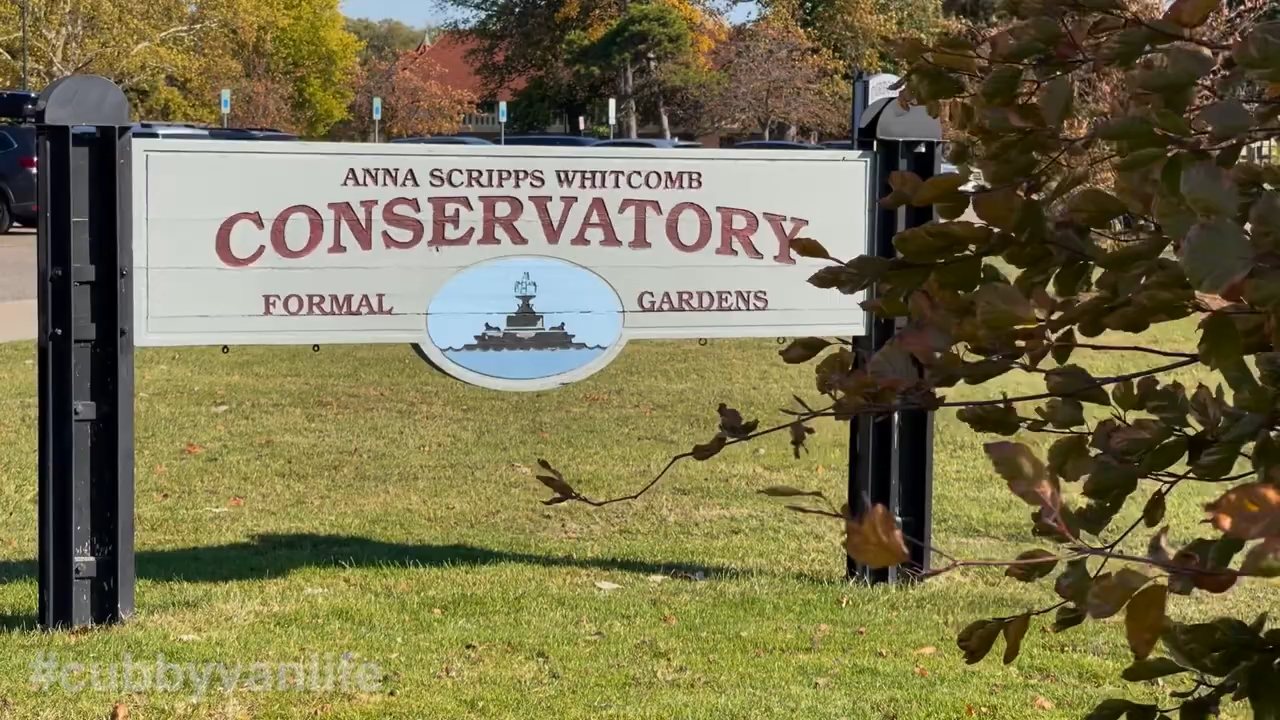 ANNA SCRIPPS WHITCOMB
CONSERVATORY
FORMAL GARDENS
#cubbyvanlife